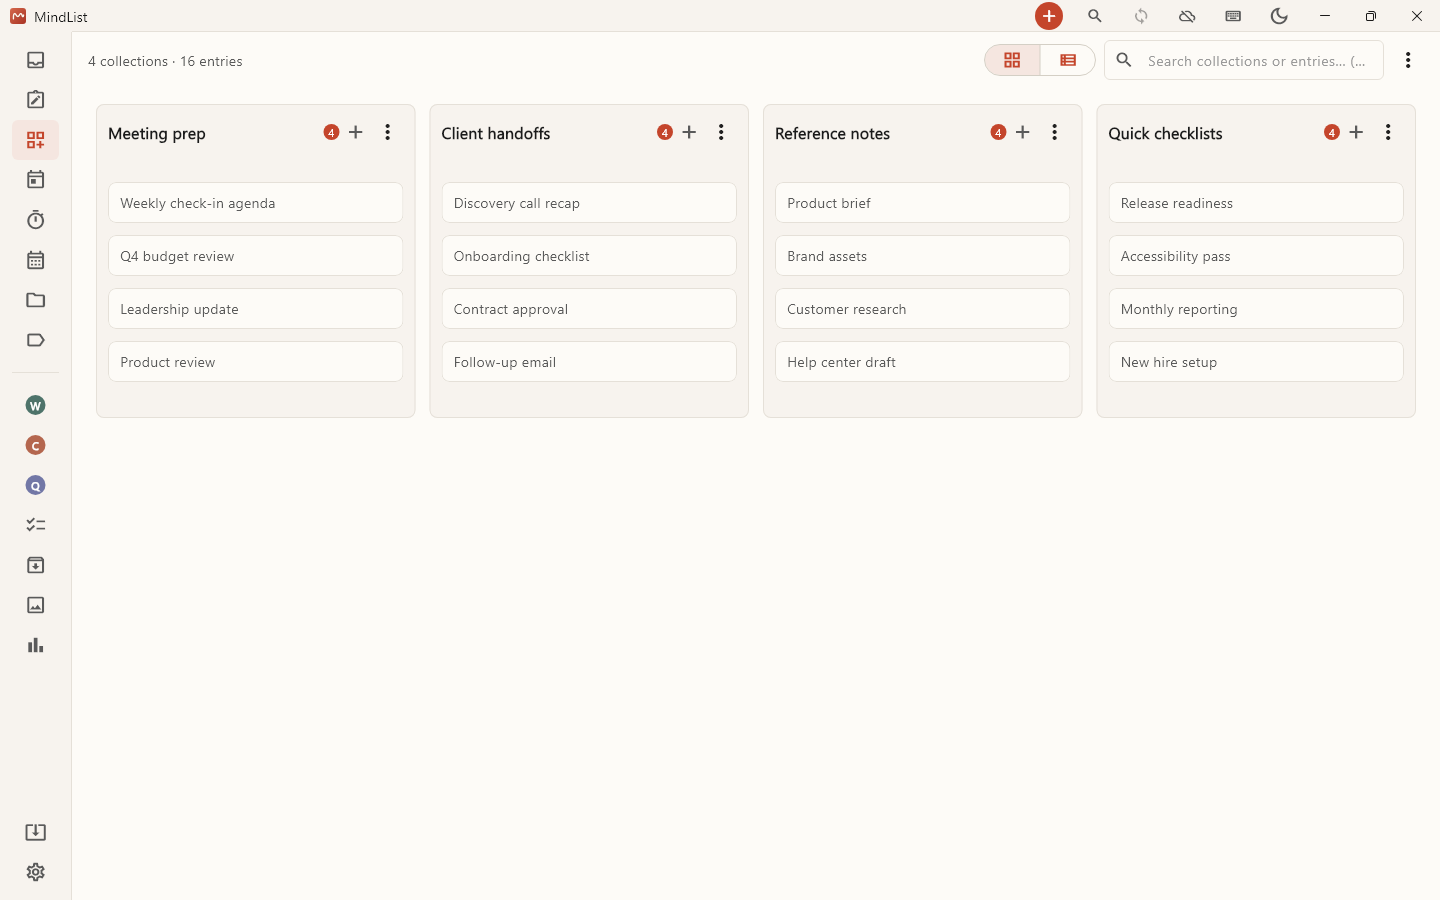 MindList
4 collections · 16 entries
Search collections or entries... (...
Meeting prep
4
Weekly check-in agenda
Q4 budget review
Leadership update
Product review
Client handoffs
4
Discovery call recap
Onboarding checklist
Contract approval
Follow-up email
Reference notes
4
Product brief
Brand assets
Customer research
Help center draft
Quick checklists
4
Release readiness
Accessibility pass
Monthly reporting
New hire setup
W
C
Q